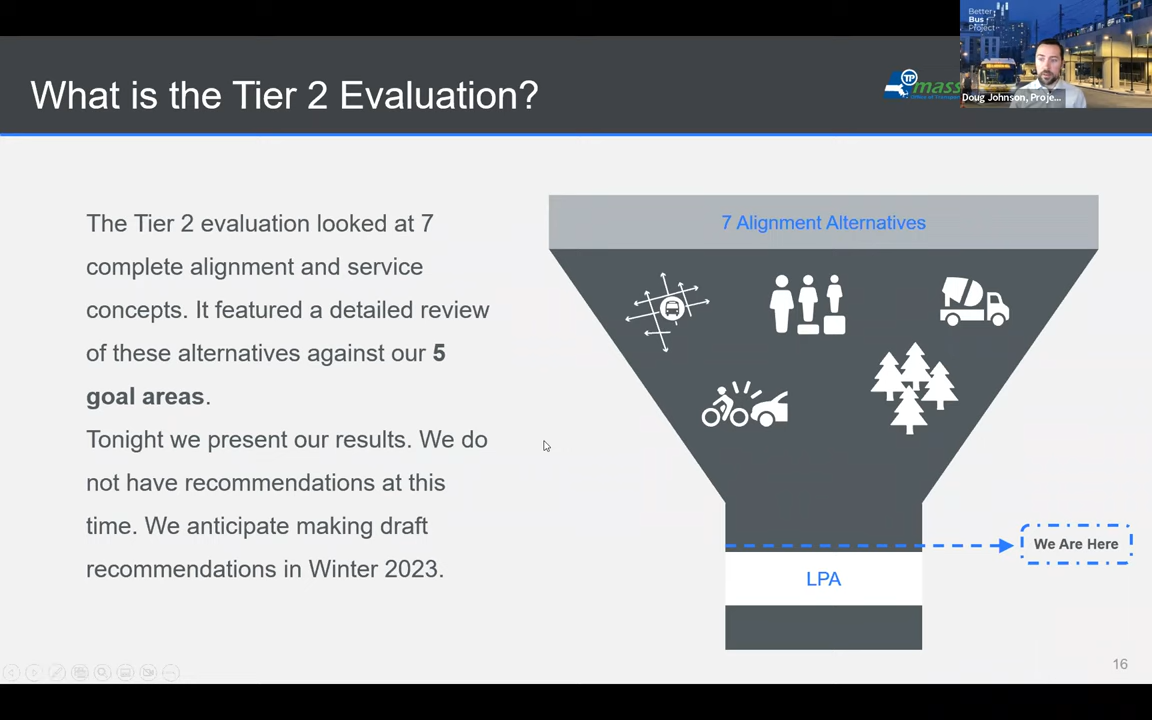 Better
Bus
Project
What is the Tier 2 Evaluation?
TP
mass
Doug Johnson, Proje...
The Tier 2 evaluation looked at 7
complete alignment and service
concepts. It featured a detailed review
of these alternatives against our 5
goal areas.
Tonight we present our results. We do
not have recommendations at this
time. We anticipate making draft
recommendations in Winter 2023.
7 Alignment Alternatives
We Are Here
LPA
16